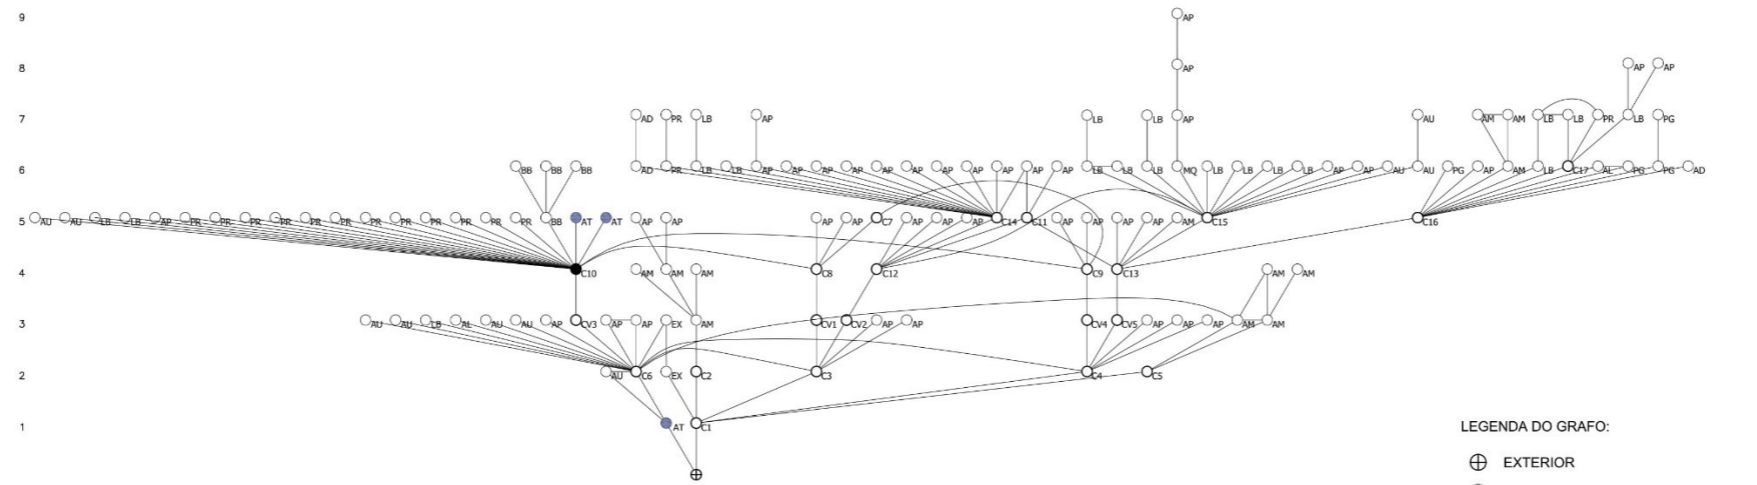 9 AP
8 AP AP AP
7 AD PR LB AP LB LB AP AU AM AM LB LB PR LB PG
6 BB BB BB AD PR LB LB AP AP AP AP AP AP AP AP AP AP AP LB LB LB MQ LB LB LB LB AP AP AU AU PG AP AM LB C17 AL PG PG AD
5 AU AU LB LB AP PR PR PR PR PR PR PR PR PR PR PR PR BB AT AT AP AP AP AP C7 AP AP AP C14 C11 AP AP AP AP AM C15 C16
4 C10 AM AM AM C8 C12 C9 C13 AM AM
3 AU AU LB AL AU AU AP CV3 AP AP EX AM CV1 CV2 AP AP CV4 CV5 AP AP AP AM AM
2 AU C6 EX C2 C3 C4 C5
1 AT C1
LEGENDA DO GRAFO:
EXTERIOR